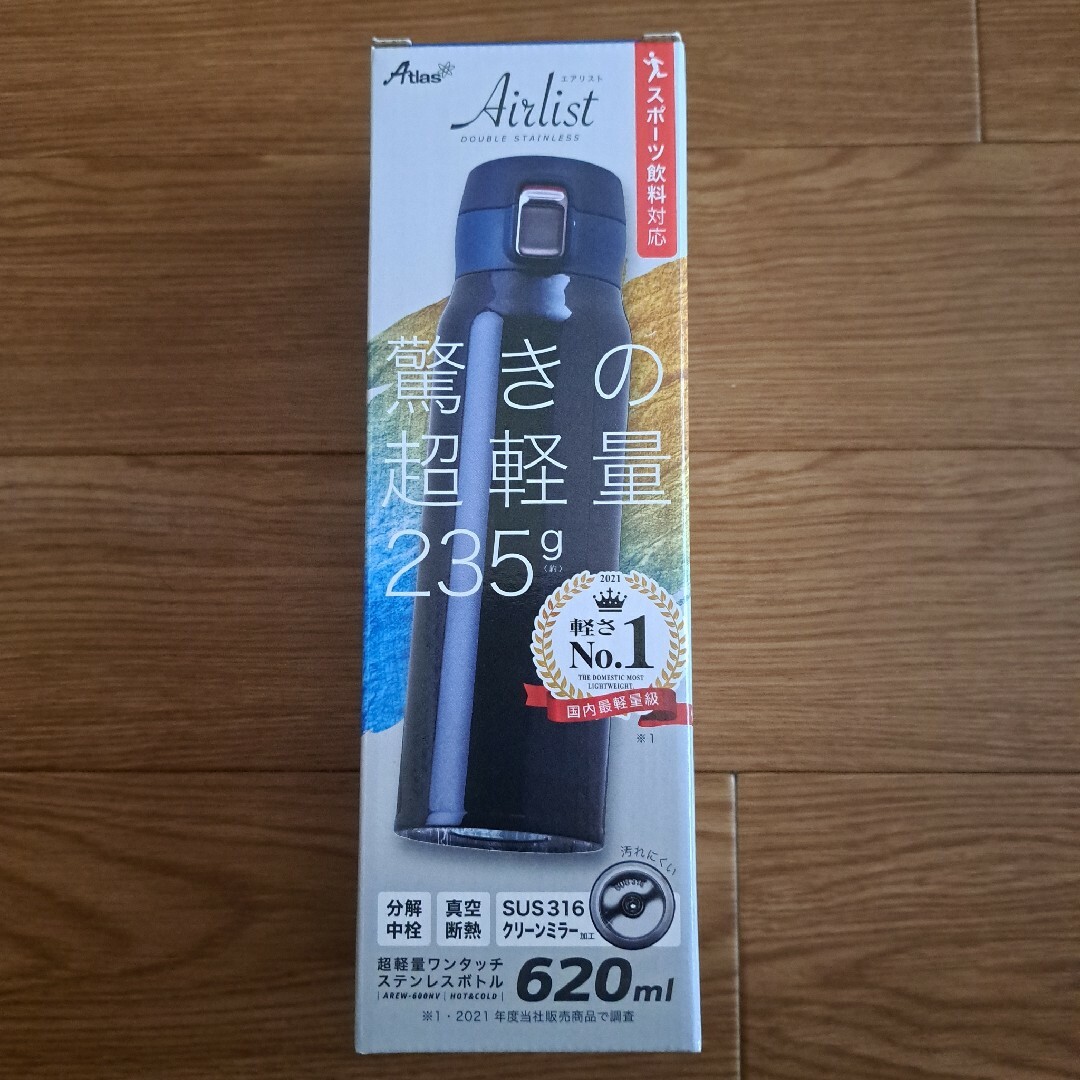 Atlas
エアリスト
Airlist
DOUBLE STAINLESS
スポーツ飲料対応
驚きの
超軽量
235g
(約)
2021
軽さ
No.1
THE DOMESTIC MOST
LIGHTWEIGHT
国内最軽量級
※1
汚れにくい
SUS316
分解
中栓
真空
断熱
SUS316
クリーンミラー加工
超軽量ワンタッチ
ステンレスボトル
620ml
| AREW-600NV | HOT&COLD |
※1・2021年度当社販売商品で調査